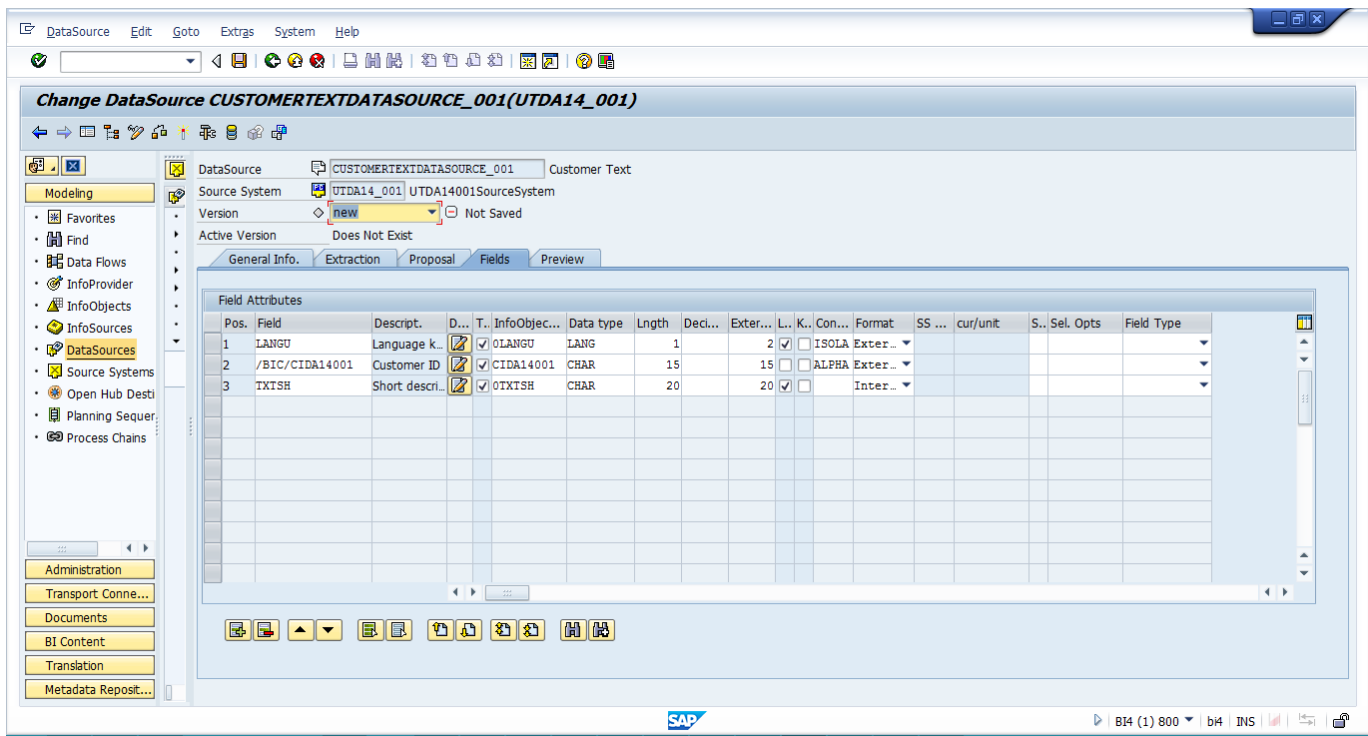 DataSource Edit Goto Extras System Help
Change DataSource CUSTOMERTEXTDATASOURCE_001(UTDA14_001)
DataSource CUSTOMERTEXTDATASOURCE_001 Customer Text
Source System UTDA14_001 UTDA14001SourceSystem
Version new Not Saved
Active Version Does Not Exist
General Info. Extraction Proposal Fields Preview
Modeling
Favorites
Find
Data Flows
InfoProvider
InfoObjects
InfoSources
DataSources
Source Systems
Open Hub Desti
Planning Sequer
Process Chains
Administration
Transport Conne...
Documents
BI Content
Translation
Metadata Reposit...
Field Attributes
Pos. Field Descript. D... T.. InfoObjec... Data type Lngth Deci... Exter... L.. K.. Con... Format SS ... cur/unit S.. Sel. Opts Field Type
1 LANGU Language k... 0LANGU LANG 1 2 ISOLA Exter...
2 /BIC/CIDA14001 Customer ID CIDA14001 CHAR 15 15 ALPHA Exter...
3 TXTSH Short descri... 0TXTSH CHAR 20 20 Inter...
SAP
BI4 (1) 800 bi4 INS